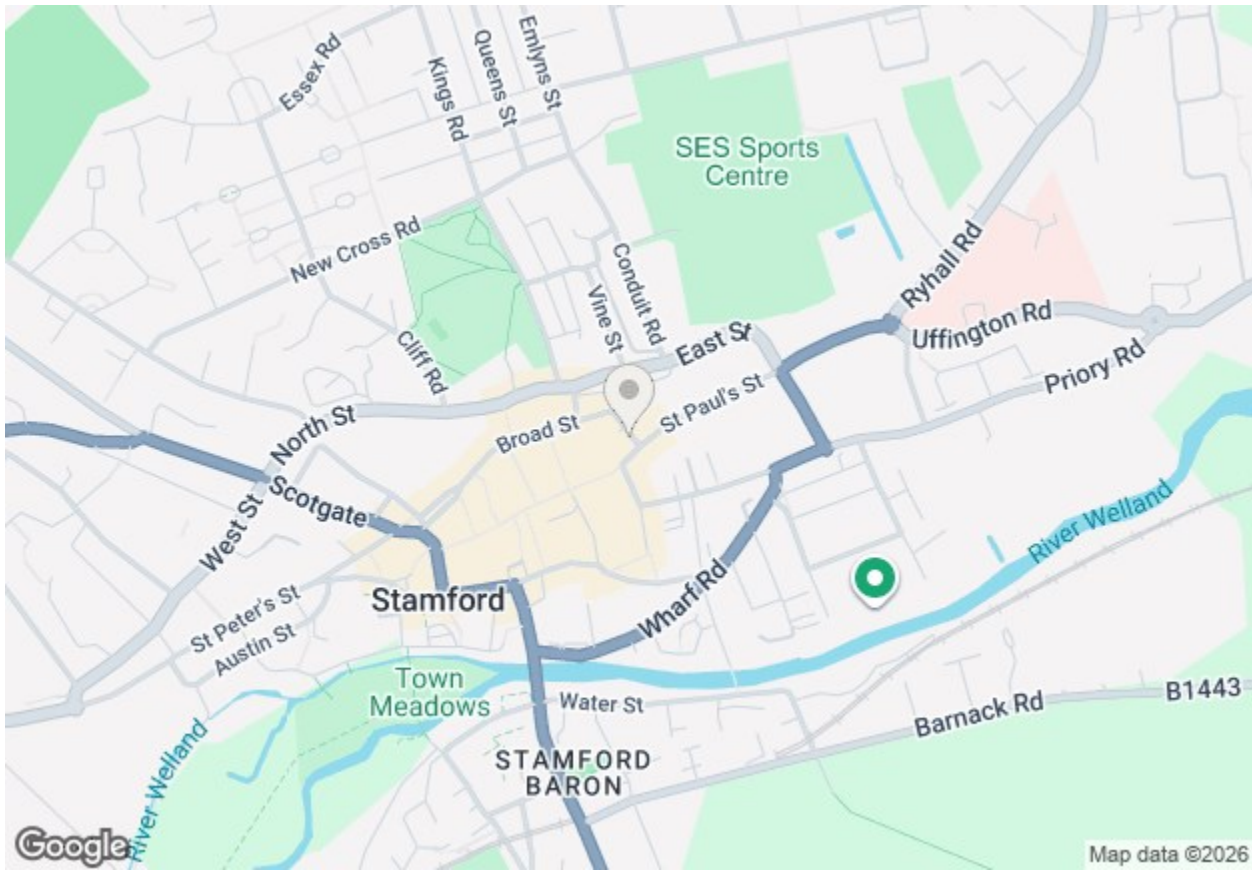 Essex Rd
Kings Rd
Queens St
Emlyns St
SES Sports
Centre
New Cross Rd
Conduit Rd
Vine St
Cliff Rd
East St
Ryhall Rd
Uffington Rd
Priory Rd
North St
Broad St
St Paul's St
Scotgate
West St
River Welland
Stamford
Wharf Rd
St Peter's St
Austin St
Town
Meadows
Water St
Barnack Rd
B1443
River Welland
STAMFORD
BARON
Google
Map data ©2026